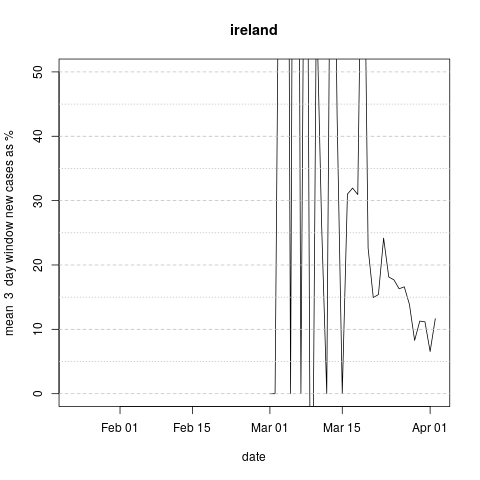 ireland
mean 3 day window new cases as %
50
40
30
20
10
0
Feb 01
Feb 15
Mar 01
Mar 15
Apr 01
date